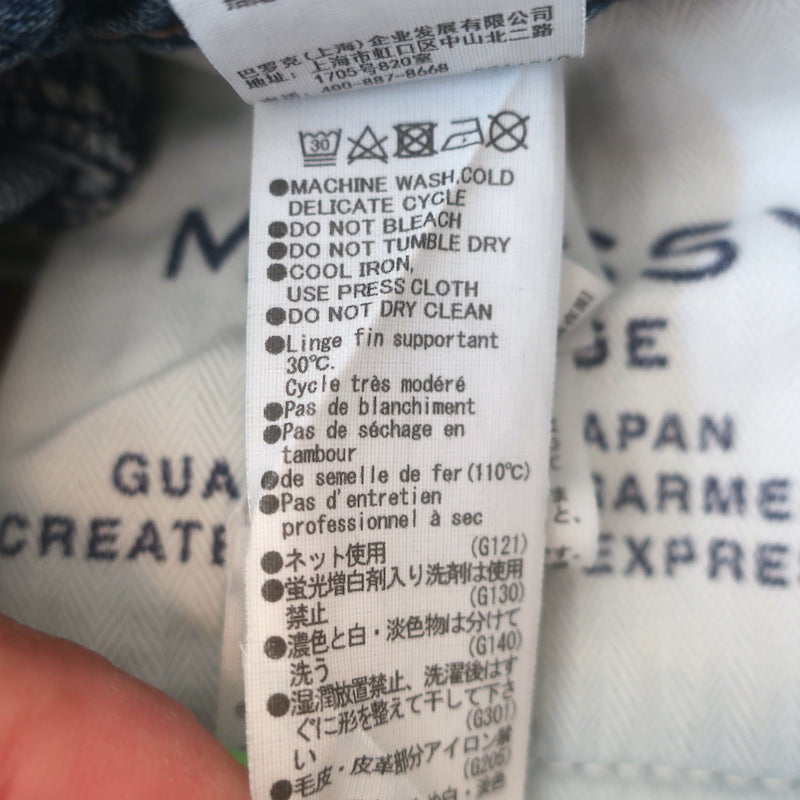 巴罗克(上海)企业发展有限公司
地址: 上海市虹口区中山北二路
1705号820室
400-887-8668
30
●MACHINE WASH,COLD
DELICATE CYCLE
●DO NOT BLEACH
●DO NOT TUMBLE DRY
●COOL IRON,
USE PRESS CLOTH
●DO NOT DRY CLEAN
●Linge fin supportant
30℃.
Cycle très modéré
●Pas de blanchiment
●Pas de séchage en
tambour
●de semelle de fer(110℃)
●Pas d'entretien
professionnel à sec
●ネット使用 (G121)
●蛍光増白剤入り洗剤は使用
禁止 (G130)
●濃色と白・淡色物は分けて
洗う (G140)
●湿潤放置禁止、洗濯後はす
ぐに形を整えて干して下さ
い (G301)
●毛皮・皮革部分アイロン禁
(G205)
白・淡色
GE
GUA
APAN
CREATE
GARME
EXPRE